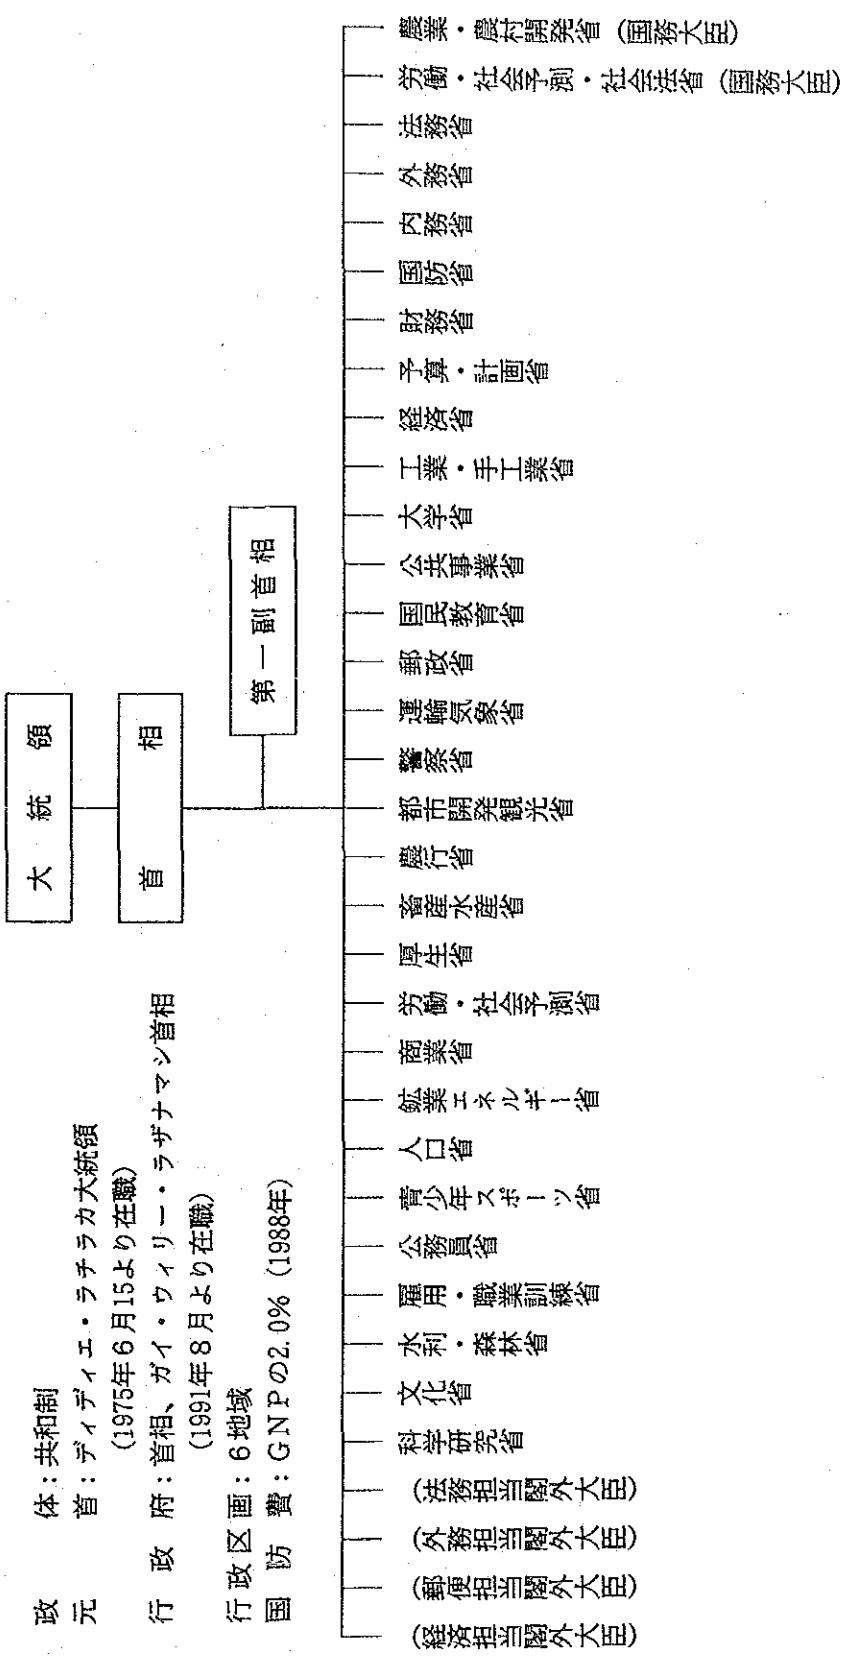 政体：共和制
元首：ディディエ・ラチラカ大統領
(1975年6月15より在職)
行政府：首相、ガイ・ウィリー・ラザナマシ首相
(1991年8月より在職)
行政区画：6地域
国防費：GNPの2.0% (1988年)
大統領
首相
第一副首相
農業・農村開発省 (国務大臣)
労働・社会予測・社会法省 (国務大臣)
法務省
外務省
内務省
国防省
財務省
予算・計画省
経済省
工業・手工業省
大学省
公共事業省
国民教育省
郵政省
運輸気象省
警察省
都市開発観光省
農行省
畜産水産省
厚生省
労働・社会予測省
商業省
鉱業エネルギー省
人口省
青少年スポーツ省
公務員省
雇用・職業訓練省
水利・森林省
文化省
科学研究省
(法務担当閣外大臣)
(外務担当閣外大臣)
(郵便担当閣外大臣)
(経済担当閣外大臣)